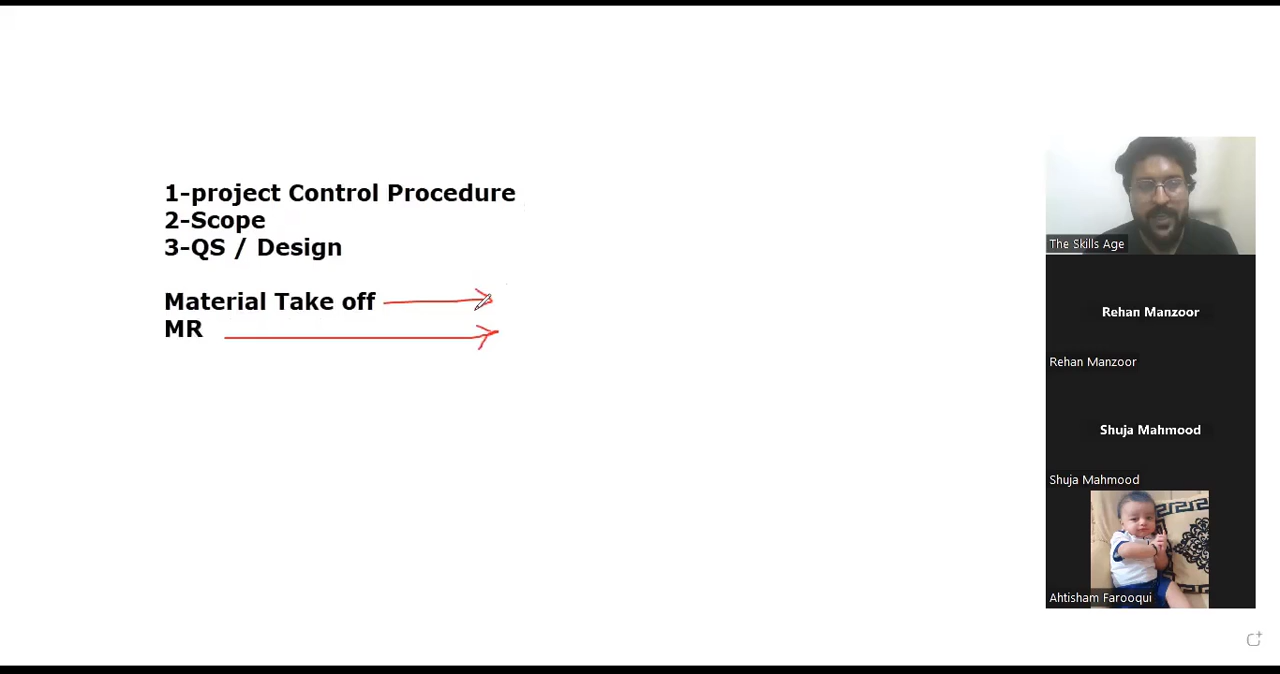 1-project Control Procedure
2-Scope
3-QS / Design
Material Take off
MR
The Skills Age
Rehan Manzoor
Rehan Manzoor
Shuja Mahmood
Shuja Mahmood
Ahtisham Farooqui